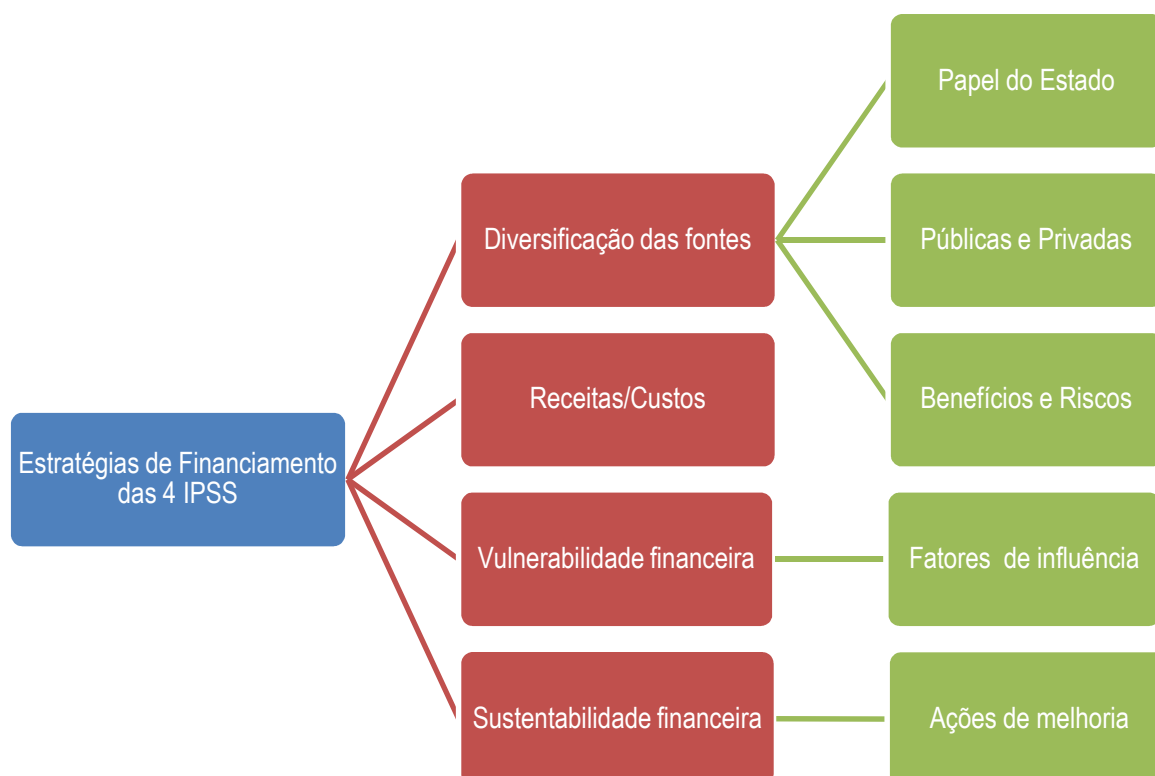 Estratégias de Financiamento
das 4 IPSS
Diversificação das fontes
Receitas/Custos
Vulnerabilidade financeira
Sustentabilidade financeira
Papel do Estado
Públicas e Privadas
Benefícios e Riscos
Fatores de influência
Ações de melhoria